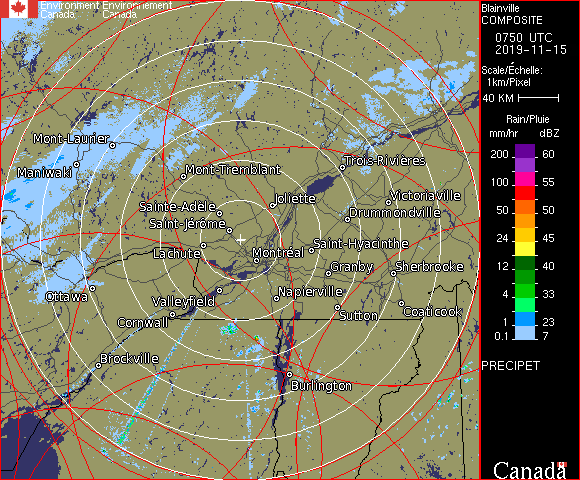 Environment Environnement
Canada Canada
Blainville
COMPOSITE
0750 UTC
2019-11-15
Scale/Échelle:
1km/Pixel
40 KM
Rain/Pluie
mm/hr dBZ
200 60
150 57
100 55
50 50
24 45
12 40
4 33
1 23
0.1 7
PRECIPET
Canada
Mont-Laurier
Maniwaki
Mont-Tremblant
Trois-Rivières
Sainte-Adèle
Joliette
Victoriaville
Saint-Jérôme
Drummondville
Lachute
Montréal
Saint-Hyacinthe
Granby
Sherbrooke
Ottawa
Valleyfield
Napierville
Cornwall
Sutton
Coaticook
Brockville
Burlington